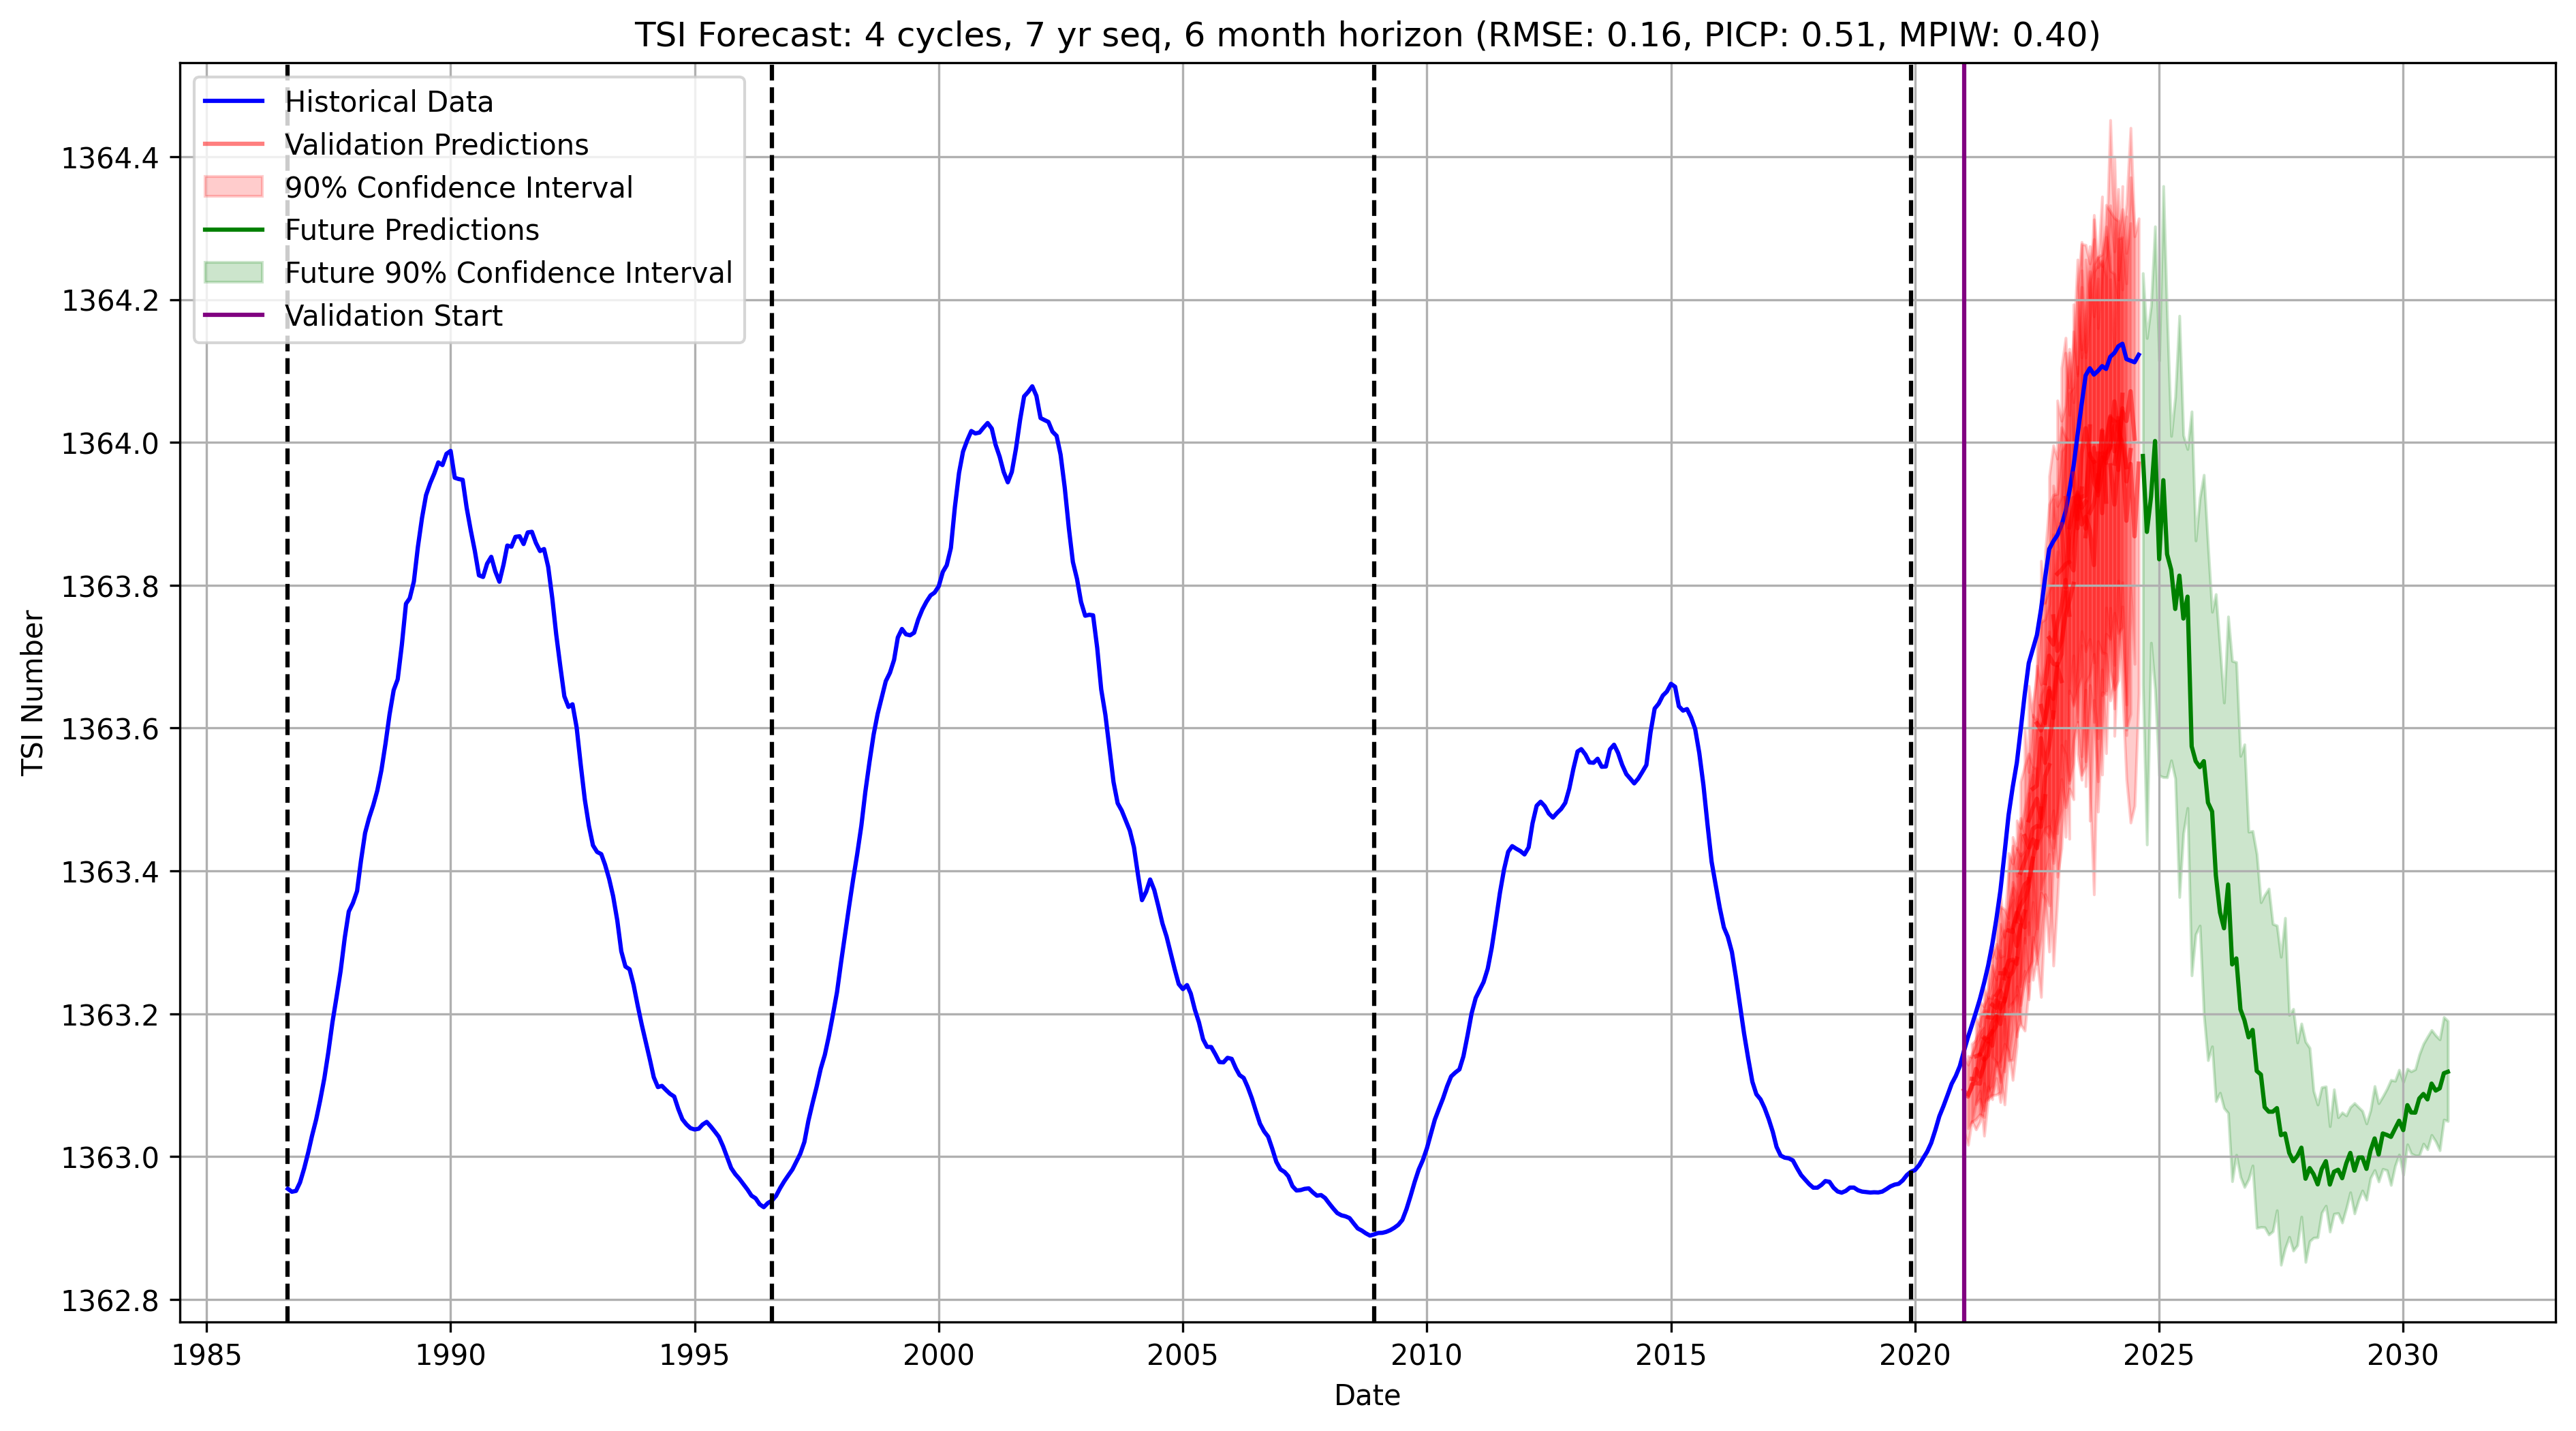 TSI Forecast: 4 cycles, 7 yr seq, 6 month horizon (RMSE: 0.16, PICP: 0.51, MPIW: 0.40)
Historical Data
Validation Predictions
90% Confidence Interval
Future Predictions
Future 90% Confidence Interval
Validation Start
TSI Number
1364.4
1364.2
1364.0
1363.8
1363.6
1363.4
1363.2
1363.0
1362.8
1985 1990 1995 2000 2005 2010 2015 2020 2025 2030
Date